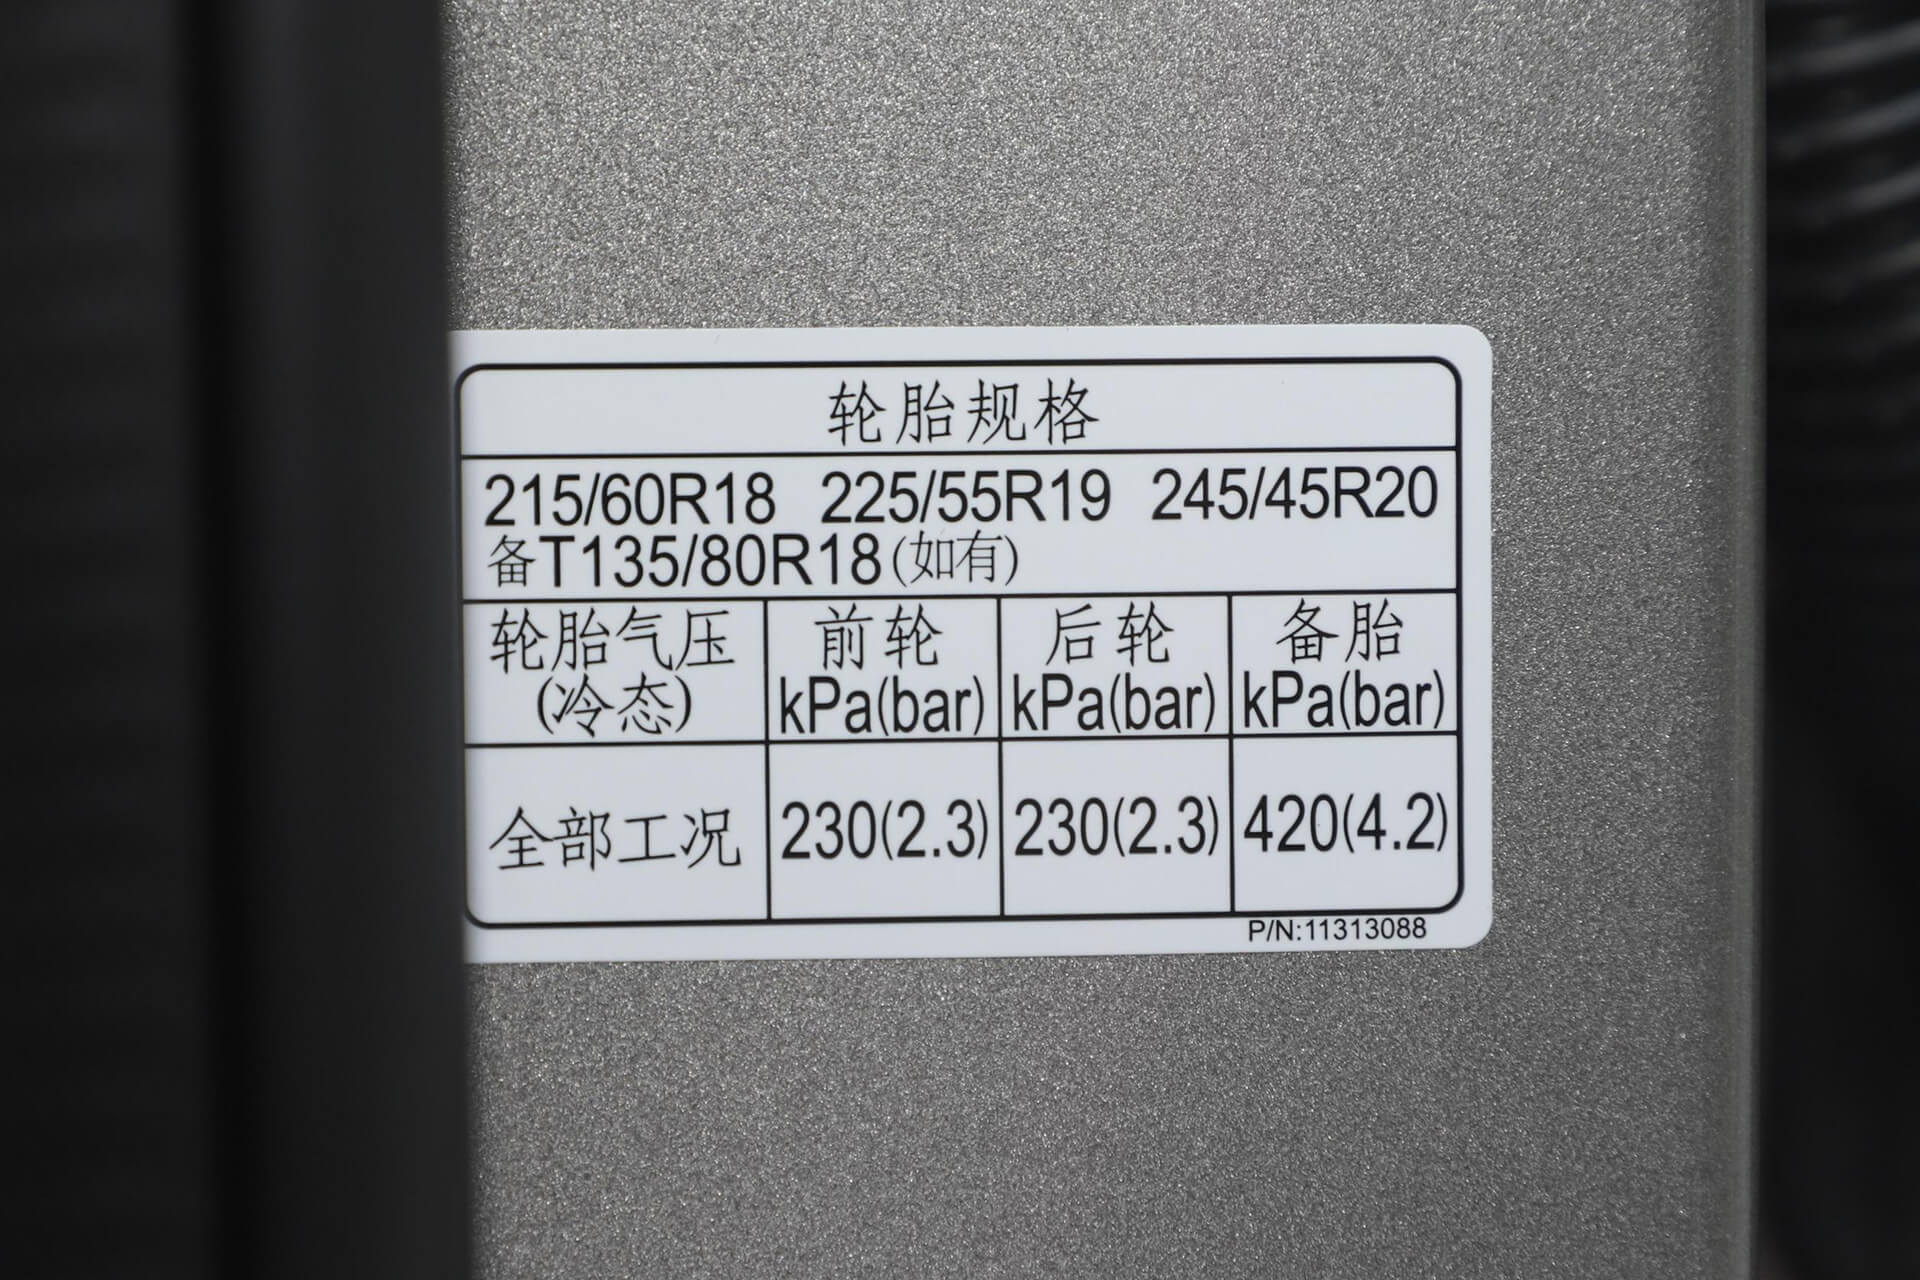 轮胎规格
215/60R18 225/55R19 245/45R20
备T135/80R18(如有)
轮胎气压 前轮 后轮 备胎
(冷态) kPa(bar) kPa(bar) kPa(bar)
全部工况 230(2.3) 230(2.3) 420(4.2)
P/N:11313088